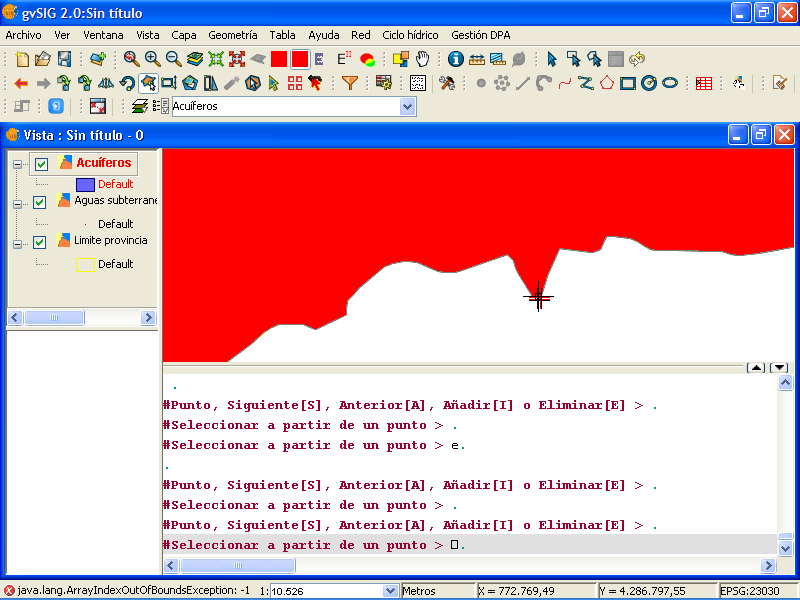 gvSIG 2.0:Sin título
Archivo Ver Ventana Vista Capa Geometría Tabla Ayuda Red Ciclo hídrico Gestión DPA
Acuíferos
Vista : Sin título - 0
Acuíferos
Default
Aguas subterrane
Default
Limite provincia
Default
.
#Punto, Siguiente[S], Anterior[A], Añadir[I] o Eliminar[E] > .
#Seleccionar a partir de un punto > .
#Seleccionar a partir de un punto > e.
.
#Punto, Siguiente[S], Anterior[A], Añadir[I] o Eliminar[E] > .
#Seleccionar a partir de un punto > .
#Punto, Siguiente[S], Anterior[A], Añadir[I] o Eliminar[E] > .
#Seleccionar a partir de un punto > .
java.lang.ArrayIndexOutOfBoundsException: -1 1: 10.526 Metros X = 772.769,49 Y = 4.286.797,55 EPSG:23030